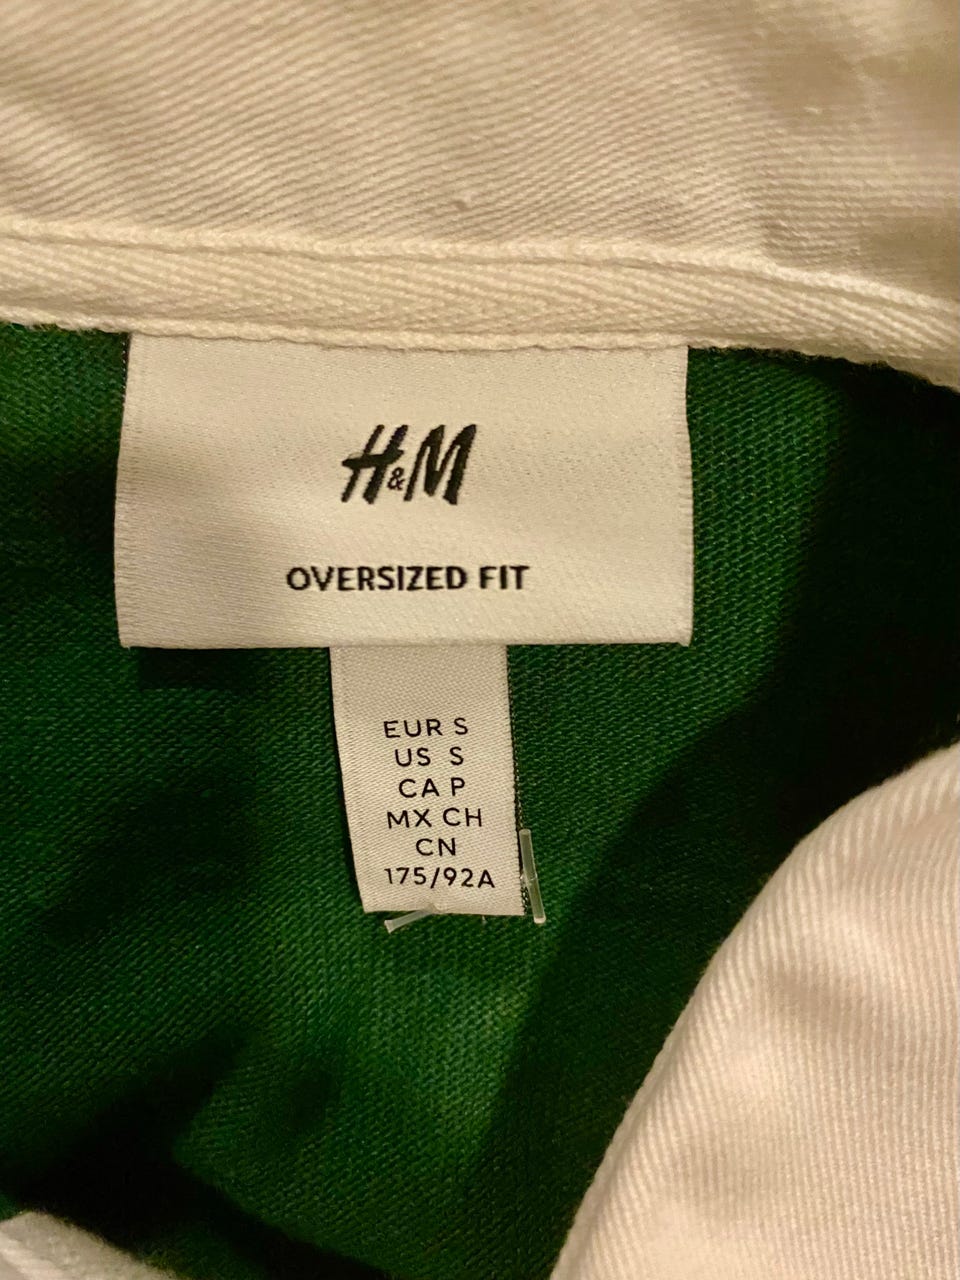 H&M
OVERSIZED FIT
EUR S
US S
CA P
MX CH
CN
175/92A